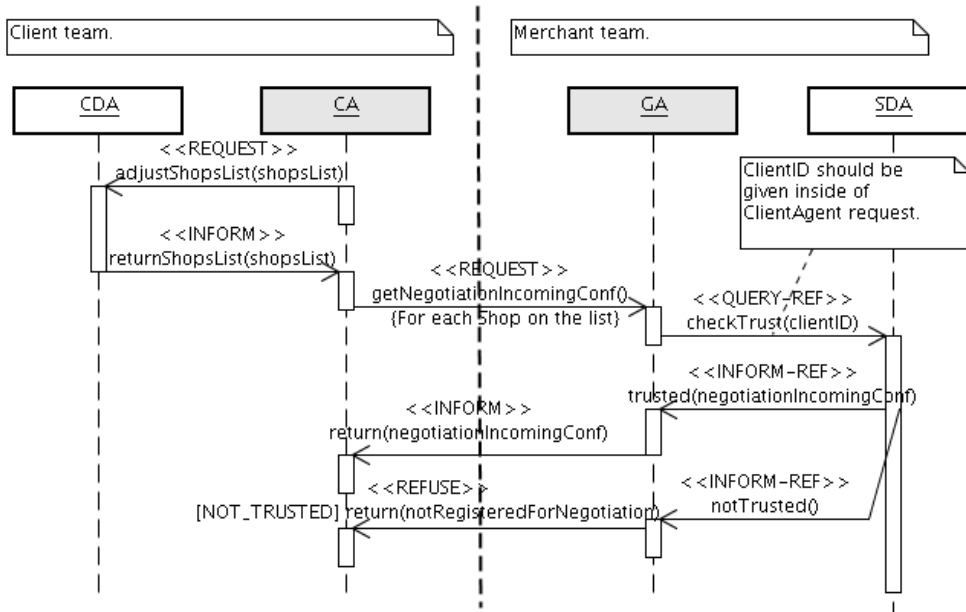 Client team.
Merchant team.
CDA
CA
GA
SDA
<<REQUEST>>
adjustShopsList(shopsList)
ClientID should be
given inside of
ClientAgent request.
<<INFORM>>
returnShopsList(shopsList)
<<REQUEST>>
getNegotiationIncomingConf()
{For each Shop on the list}
<<QUERY-REF>>
checkTrust(clientID)
<<INFORM-REF>>
trusted(negotiationIncomingConf)
<<INFORM>>
return(negotiationIncomingConf)
<<REFUSE>>
[NOT_TRUSTED] return(notRegisteredForNegotiation)
<<INFORM-REF>>
notTrusted()